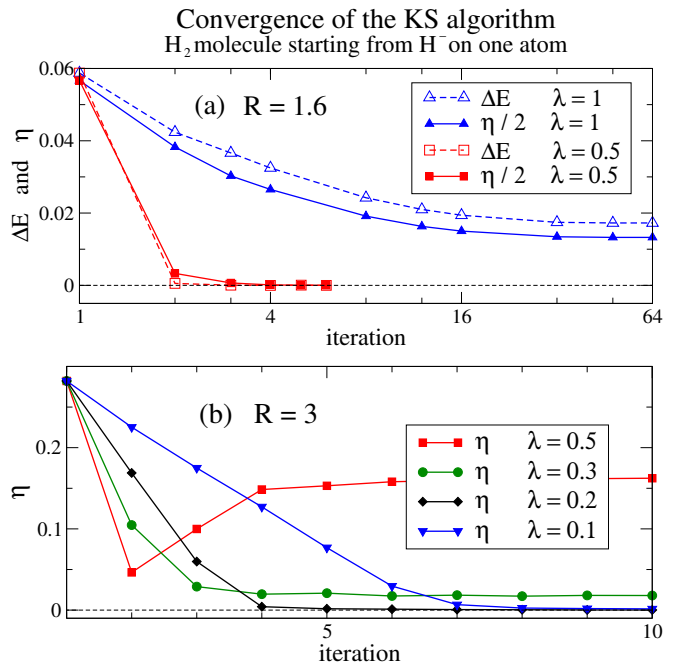 Convergence of the KS algorithm
H₂ molecule starting from H⁻ on one atom
0.06
0.04
0.02
0
ΔE and η
(a) R = 1.6
ΔE λ = 1
η / 2 λ = 1
ΔE λ = 0.5
η / 2 λ = 0.5
1 4 16 64
iteration
0.2
0.1
0
η
(b) R = 3
η λ = 0.5
η λ = 0.3
η λ = 0.2
η λ = 0.1
5 10
iteration